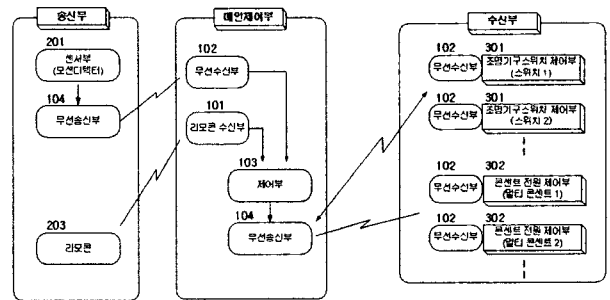 송신부
201
센서부
(모션디텍터)
104
무선송신부
203
리모콘
메인제어부
102
무선수신부
101
리모콘 수신부
103
제어부
104
무선송신부
수신부
102
무선수신부
301
조명기구스위치 제어부
(스위치 1)
102
무선수신부
301
조명기구스위치 제어부
(스위치 2)
102
무선수신부
302
콘센트 전원 제어부
(멀티 콘센트 1)
102
무선수신부
302
콘센트 전원 제어부
(멀티 콘센트 2)